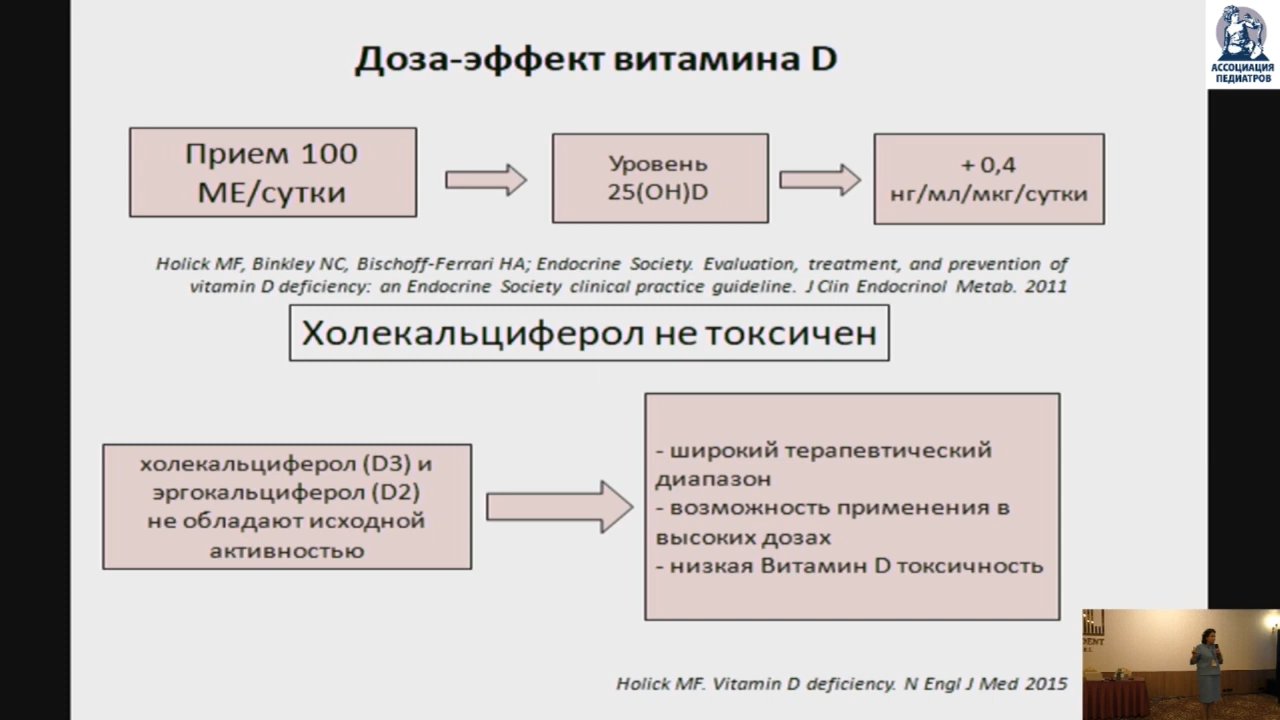 Доза-эффект витамина D
АССОЦИАЦИЯ
ПЕДИАТРОВ
Прием 100
МЕ/сутки
Уровень
25(OH)D
+ 0,4
нг/мл/мкг/сутки
Holick MF, Binkley NC, Bischoff-Ferrari HA; Endocrine Society. Evaluation, treatment, and prevention of
vitamin D deficiency: an Endocrine Society clinical practice guideline. J Clin Endocrinol Metab. 2011
Холекальциферол не токсичен
холекальциферол (D3) и
эргокальциферол (D2)
не обладают исходной
активностью
- широкий терапевтический
диапазон
- возможность применения в
высоких дозах
- низкая Витамин D токсичность
Holick MF. Vitamin D deficiency. N Engl J Med 2015